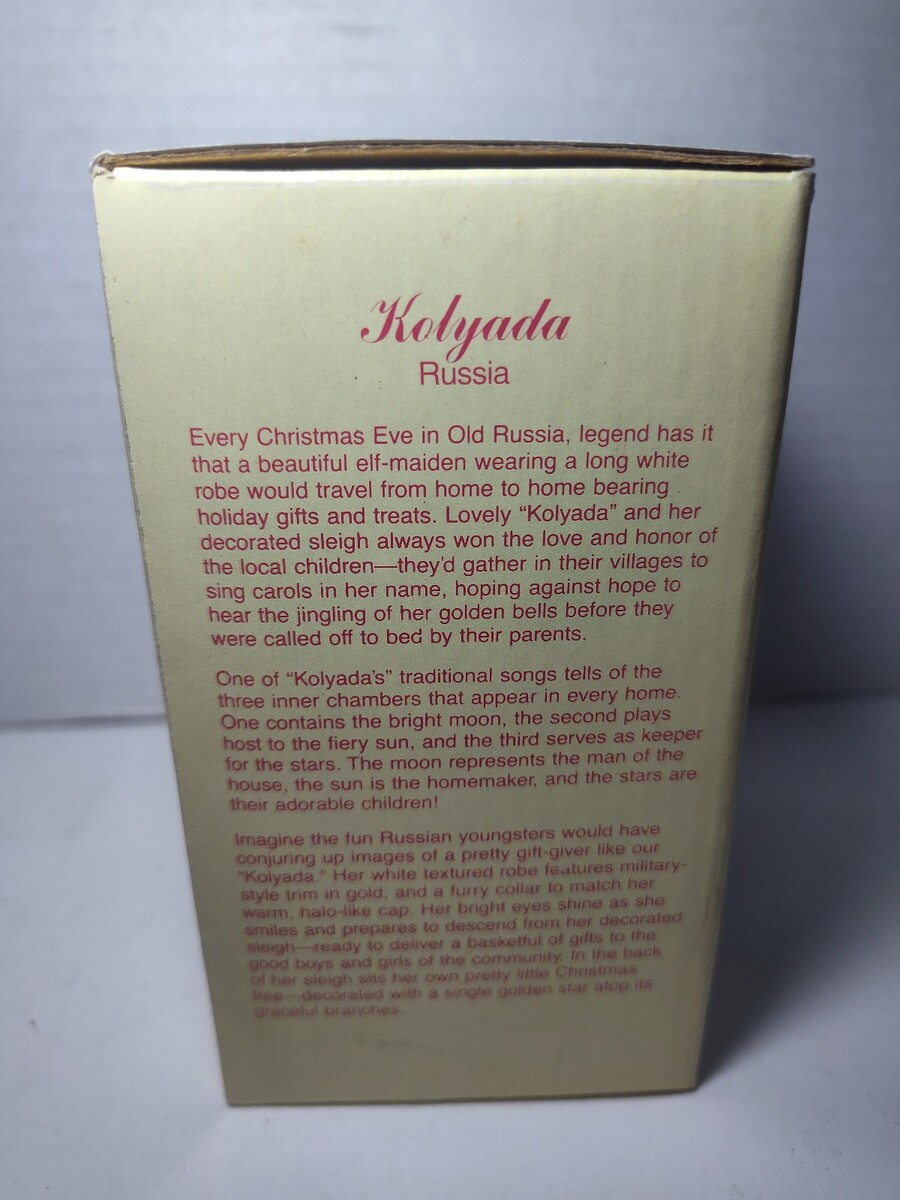 Kolyada
Russia
Every Christmas Eve in Old Russia, legend has it
that a beautiful elf-maiden wearing a long white
robe would travel from home to home bearing
holiday gifts and treats. Lovely “Kolyada” and her
decorated sleigh always won the love and honor of
the local children—they’d gather in their villages to
sing carols in her name, hoping against hope to
hear the jingling of her golden bells before they
were called off to bed by their parents.
One of “Kolyada’s” traditional songs tells of the
three inner chambers that appear in every home.
One contains the bright moon, the second plays
host to the fiery sun, and the third serves as keeper
for the stars. The moon represents the man of the
house, the sun is the homemaker, and the stars are
their adorable children!
Imagine the fun Russian youngsters would have
conjuring up images of a pretty gift-giver like our
“Kolyada.” Her white textured robe features military-
style trim in gold, and a furry collar to match her
warm, halo-like cap. Her bright eyes shine as she
smiles and prepares to descend from her decorated
sleigh—ready to deliver a basketful of gifts to the
good boys and girls of the community. In the back
of her sleigh sits her own pretty little Christmas
tree—decorated with a single golden star atop its
graceful branches.